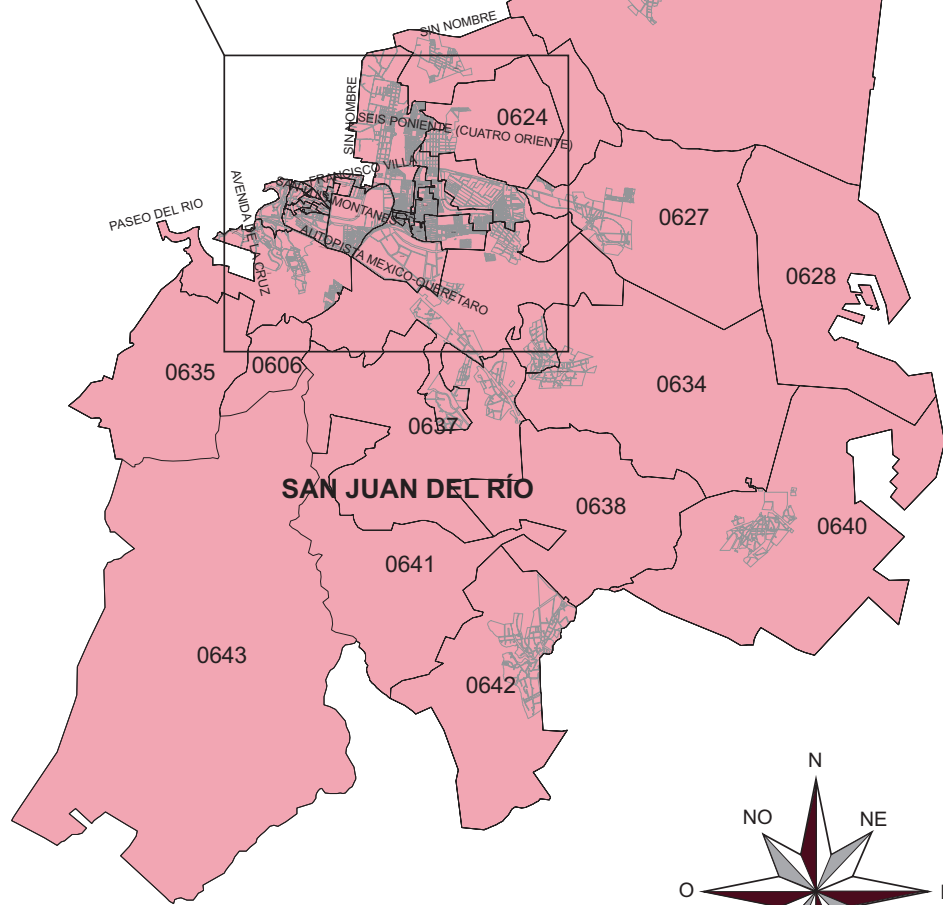 SIN NOMBRE
SIN NOMBRE
0624
SEIS PONIENTE (CUATRO ORIENTE)
FRANCISCO VILLA
AVENIDA DE LA CRUZ
PASEO DEL RIO
AUTOPISTA MEXICO-QUERETARO
0627
0628
0635
0606
0634
0637
SAN JUAN DEL RÍO
0638
0640
0641
0643
0642
N
NO
NE
O